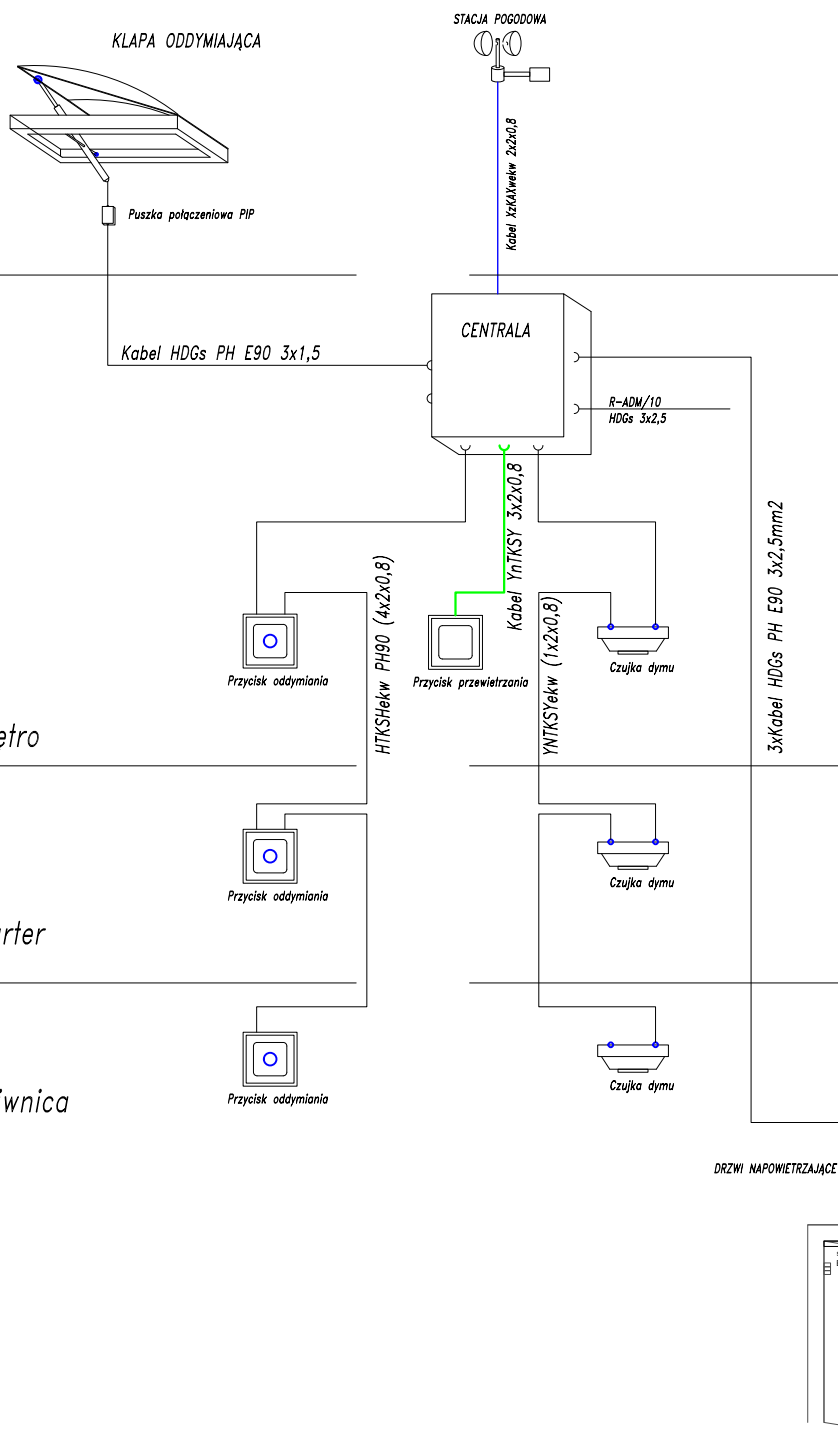 STACJA POGODOWA
KLAPA ODDYMIAJĄCA
Kabel XzKAXwekw 2x2x0,8
Puszka połączeniowa PIP
CENTRALA
Kabel HDGs PH E90 3x1,5
R-ADM/10
HDGs 3x2,5
Kabel YnTKSY 3x2x0,8
HTKSHekw PH90 (4x2x0,8)
YNTKSYekw (1x2x0,8)
3xKabel HDGs PH E90 3x2,5mm2
Przycisk oddymiania
Przycisk przewietrzania
Czujka dymu
etro
Przycisk oddymiania
Czujka dymu
rter
Przycisk oddymiania
Czujka dymu
wnica
DRZWI NAPOWIETRZAJĄCE